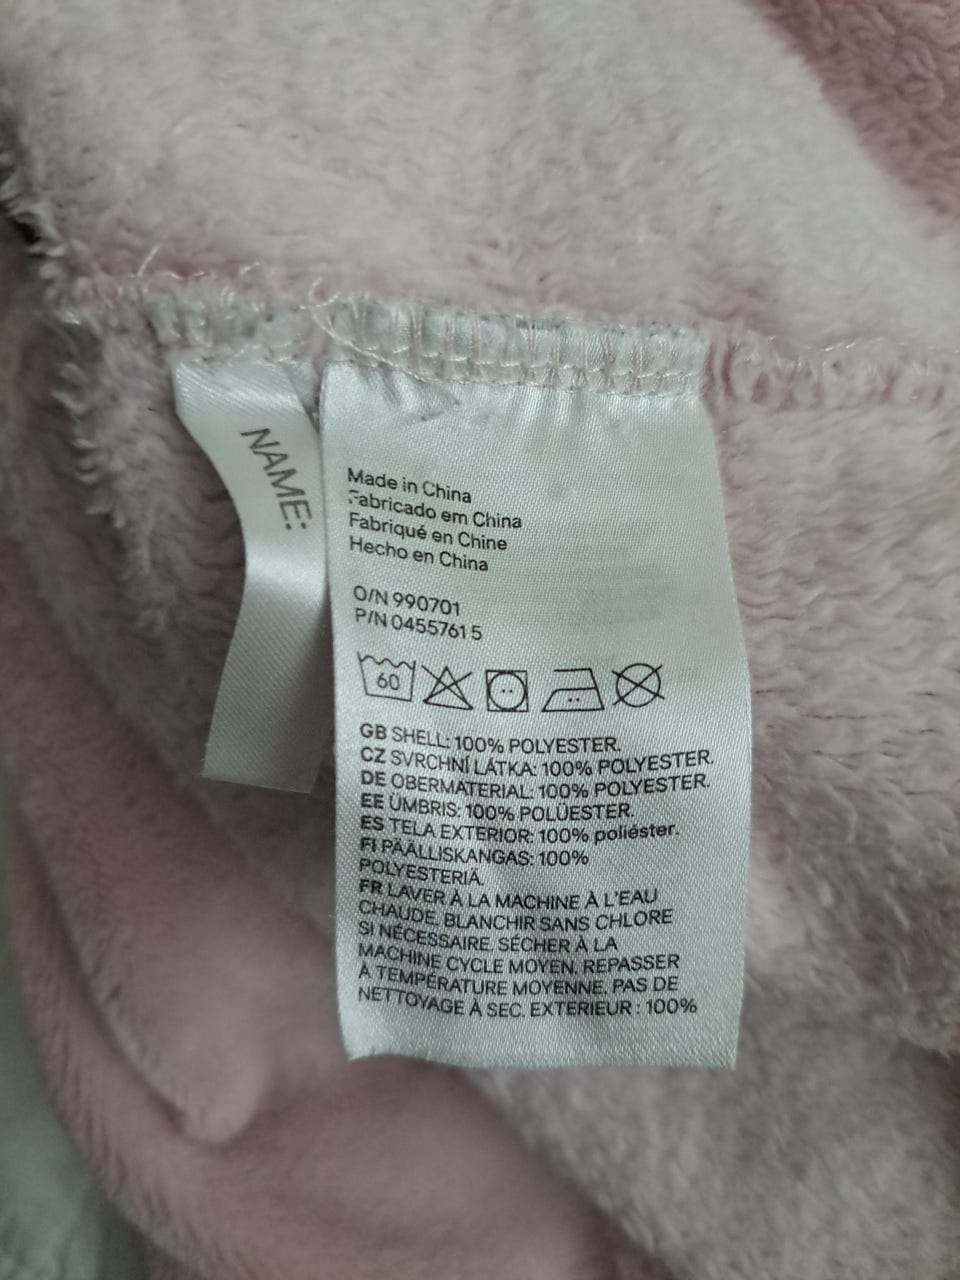 NAME:
Made in China
Fabricado em China
Fabriqué en Chine
Hecho en China
O/N 990701
P/N 0455761 5
60
GB SHELL: 100% POLYESTER.
CZ SVRCHNÍ LÁTKA: 100% POLYESTER.
DE OBERMATERIAL: 100% POLYESTER.
EE ÜMBRIS: 100% POLÜESTER.
ES TELA EXTERIOR: 100% poliéster.
FI PÄÄLLISKANGAS: 100%
POLYESTERIÄ.
FR LAVER À LA MACHINE À L'EAU
CHAUDE. BLANCHIR SANS CHLORE
SI NÉCESSAIRE. SÉCHER À LA
MACHINE CYCLE MOYEN. REPASSER
À TEMPÉRATURE MOYENNE. PAS DE
NETTOYAGE À SEC. EXTERIEUR : 100%